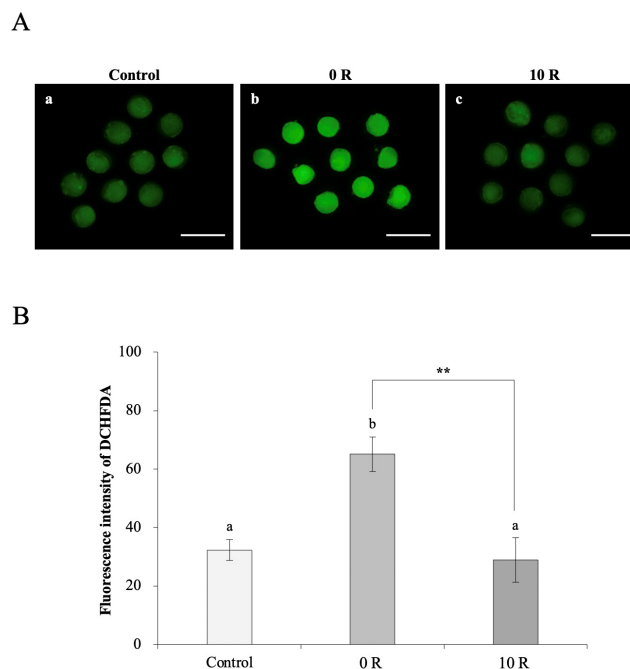 A
Control 0 R 10 R
a b c
B
100
80
60
40
20
0
Fluorescence intensity of DCHFDA
**
a b a
Control 0 R 10 R